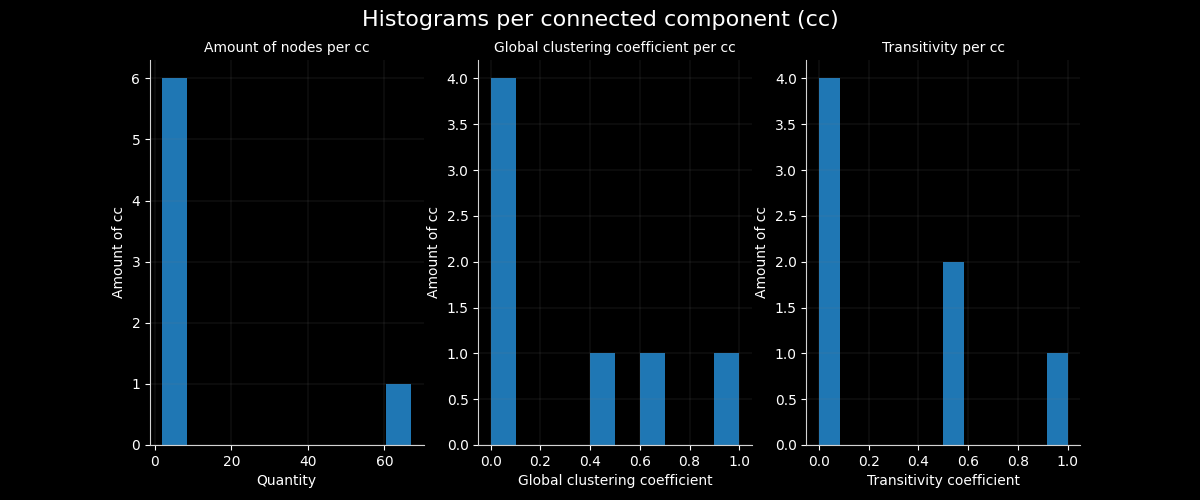 Histograms per connected component (cc)
Amount of nodes per cc
Global clustering coefficient per cc
Transitivity per cc
Amount of cc
6
5
4
3
2
1
0
0 20 40 60
Quantity
Amount of cc
4.0
3.5
3.0
2.5
2.0
1.5
1.0
0.5
0.0
0.0 0.2 0.4 0.6 0.8 1.0
Global clustering coefficient
Amount of cc
4.0
3.5
3.0
2.5
2.0
1.5
1.0
0.5
0.0
0.0 0.2 0.4 0.6 0.8 1.0
Transitivity coefficient